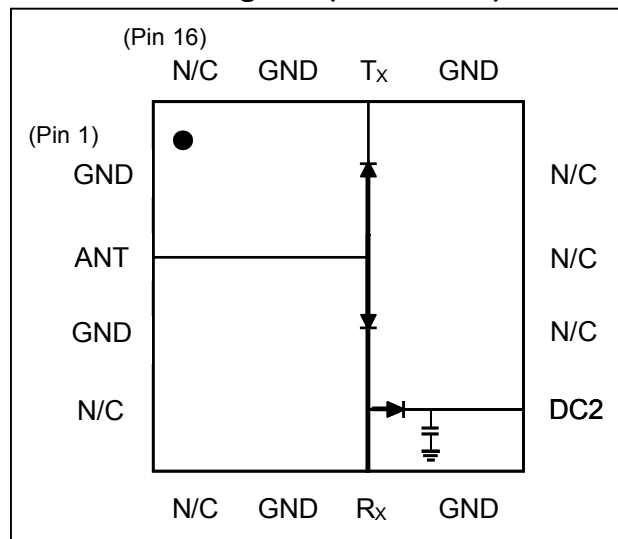 (Pin 16)
N/C GND TX GND
(Pin 1)
GND N/C
ANT N/C
GND N/C
N/C DC2
N/C GND RX GND